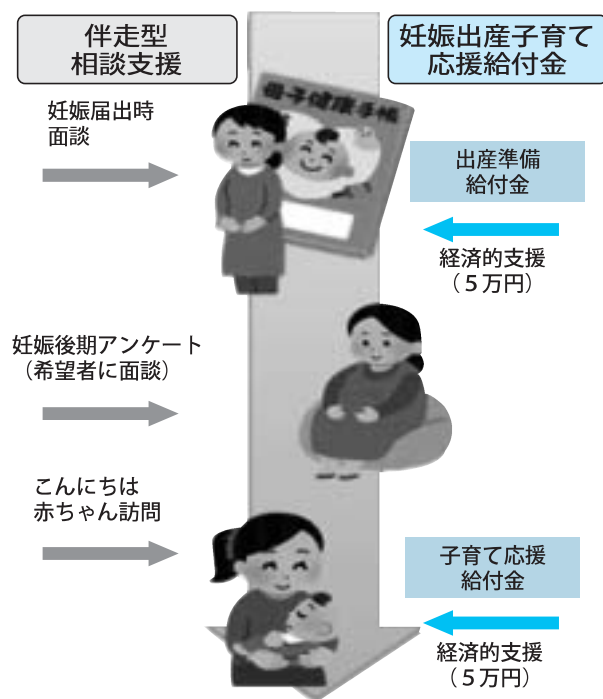 伴走型
相談支援
妊娠出産子育て
応援給付金
母子健康手帳
妊娠届出時
面談
出産準備
給付金
経済的支援
（５万円）
妊娠後期アンケート
（希望者に面談）
こんにちは
赤ちゃん訪問
子育て応援
給付金
経済的支援
（５万円）